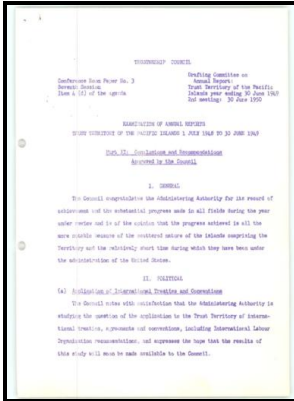 TRUSTEESHIP COUNCIL
Conference Room Paper No. 3
Seventh Session
Item 4 (d) of the agenda
Drafting Committee on
Annual Report:
Trust Territory of the Pacific
Islands year ending 30 June 1949
2nd meeting: 30 June 1950
EXAMINATION OF ANNUAL REPORTS
TRUST TERRITORY OF THE PACIFIC ISLANDS 1 JULY 1948 TO 30 JUNE 1949
Part II: Conclusions and Recommendations
Approved by the Council
I. GENERAL
The Council congratulates the Administering Authority for its record of
achievement and the substantial progress made in all fields during the year
under review and is of the opinion that the progress achieved is all the
more notable because of the scattered nature of the islands comprising the
Territory and the relatively short time during which they have been under
the administration of the United States.
II. POLITICAL
(a) Application of International Treaties and Conventions
The Council notes with satisfaction that the Administering Authority is
studying the question of the application to the Trust Territory of interna-
tional treaties, agreements and conventions, including International Labour
Organisation recommendations, and expresses the hope that the results of
this study will soon be made available to the Council.